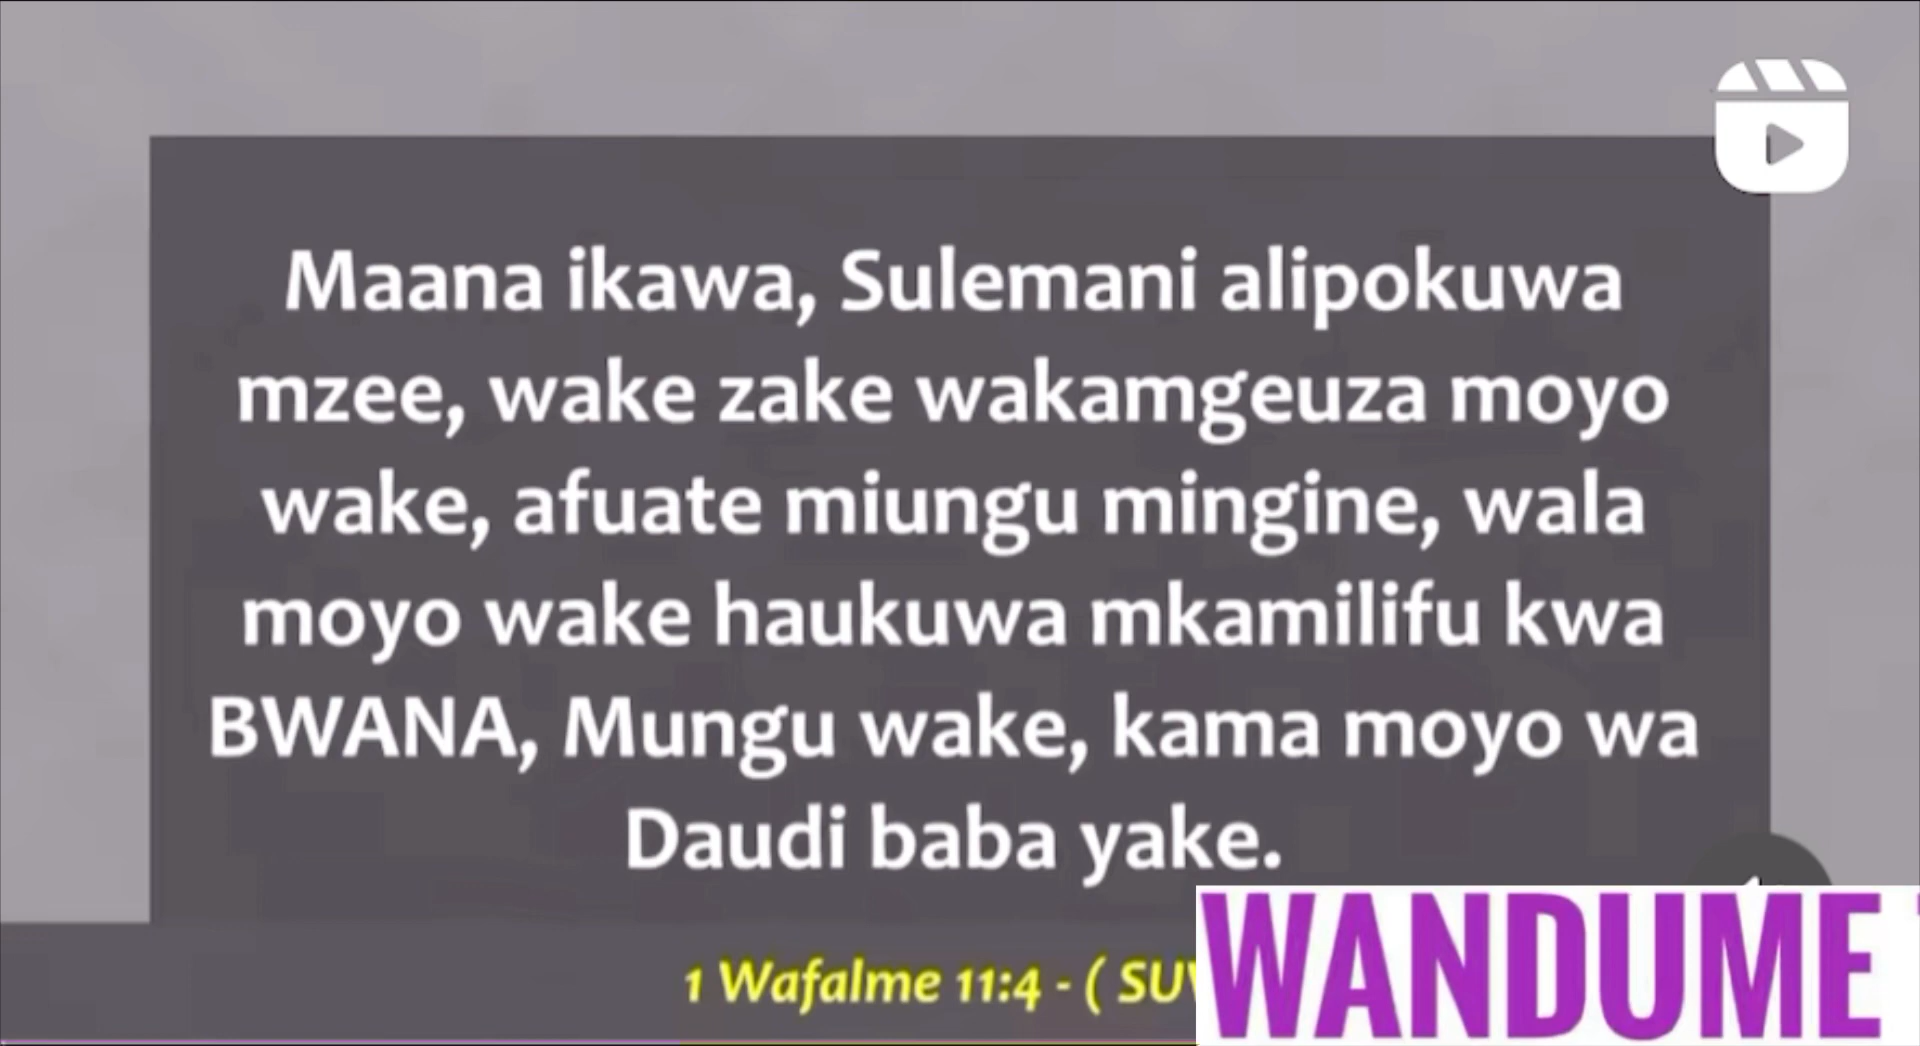 Maana ikawa, Sulemani alipokuwa
mzee, wake zake wakamgeuza moyo
wake, afuate miungu mingine, wala
moyo wake haukuwa mkamilifu kwa
BWANA, Mungu wake, kama moyo wa
Daudi baba yake.
1 Wafalme 11:4 - ( SUV
WANDUME